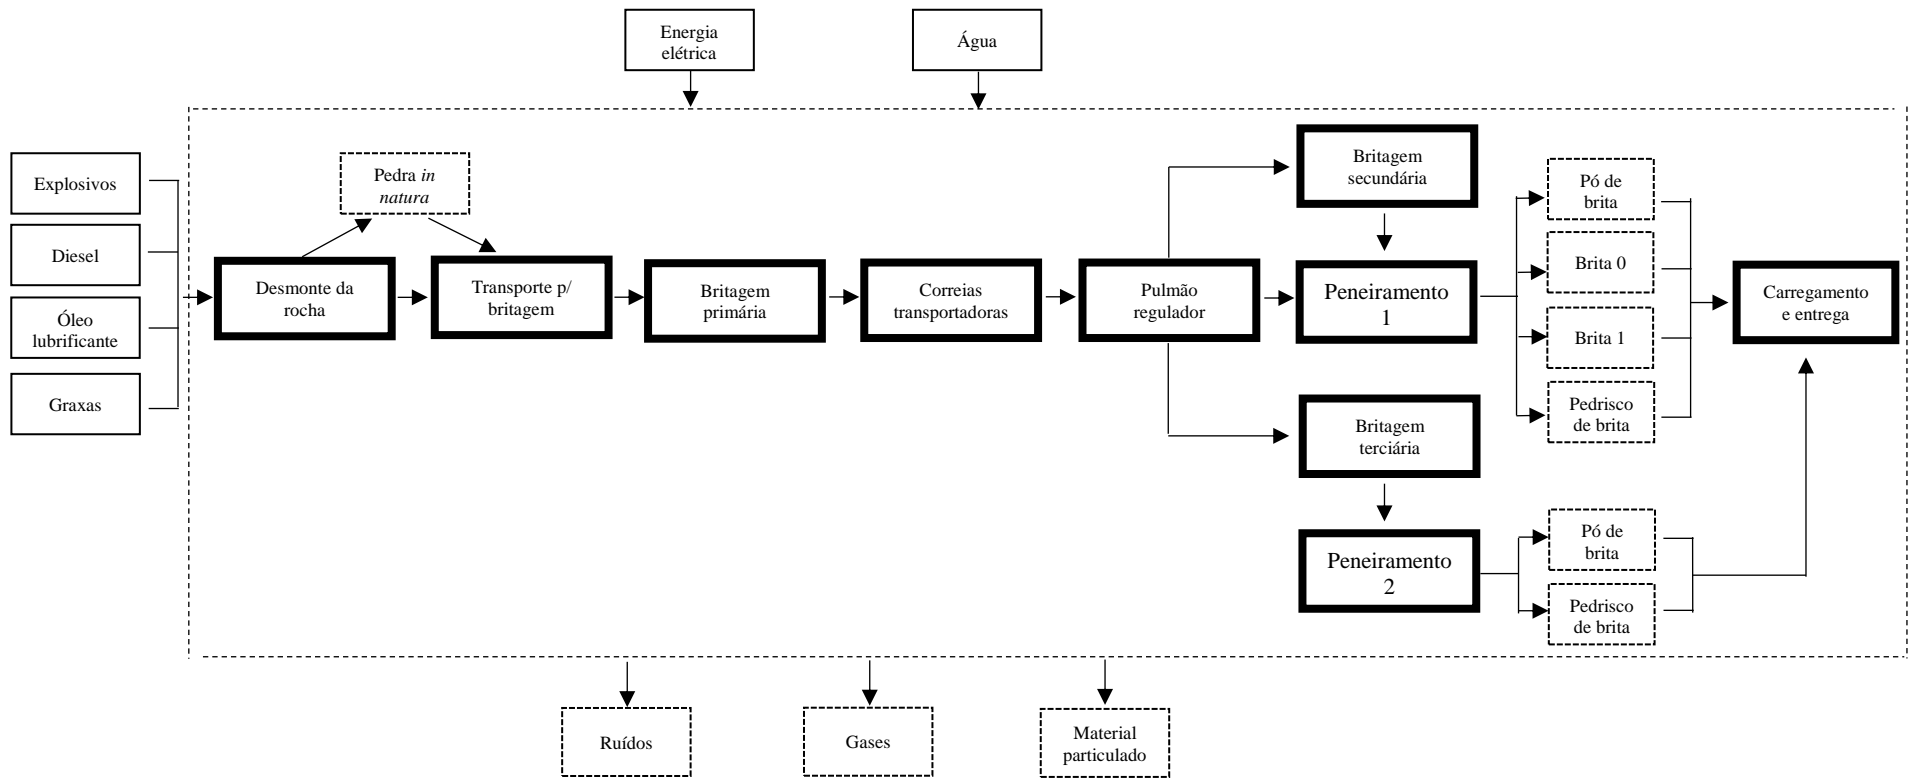 Energia
elétrica
Água
Explosivos
Diesel
Óleo
lubrificante
Graxas
Pedra in
natura
Desmonte da
rocha
Transporte p/
britagem
Britagem
primária
Correias
transportadoras
Pulmão
regulador
Britagem
secundária
Peneiramento
1
Britagem
terciária
Peneiramento
2
Pó de
brita
Brita 0
Brita 1
Pedrisco
de brita
Pó de
brita
Pedrisco
de brita
Carregamento
e entrega
Ruídos
Gases
Material
particulado